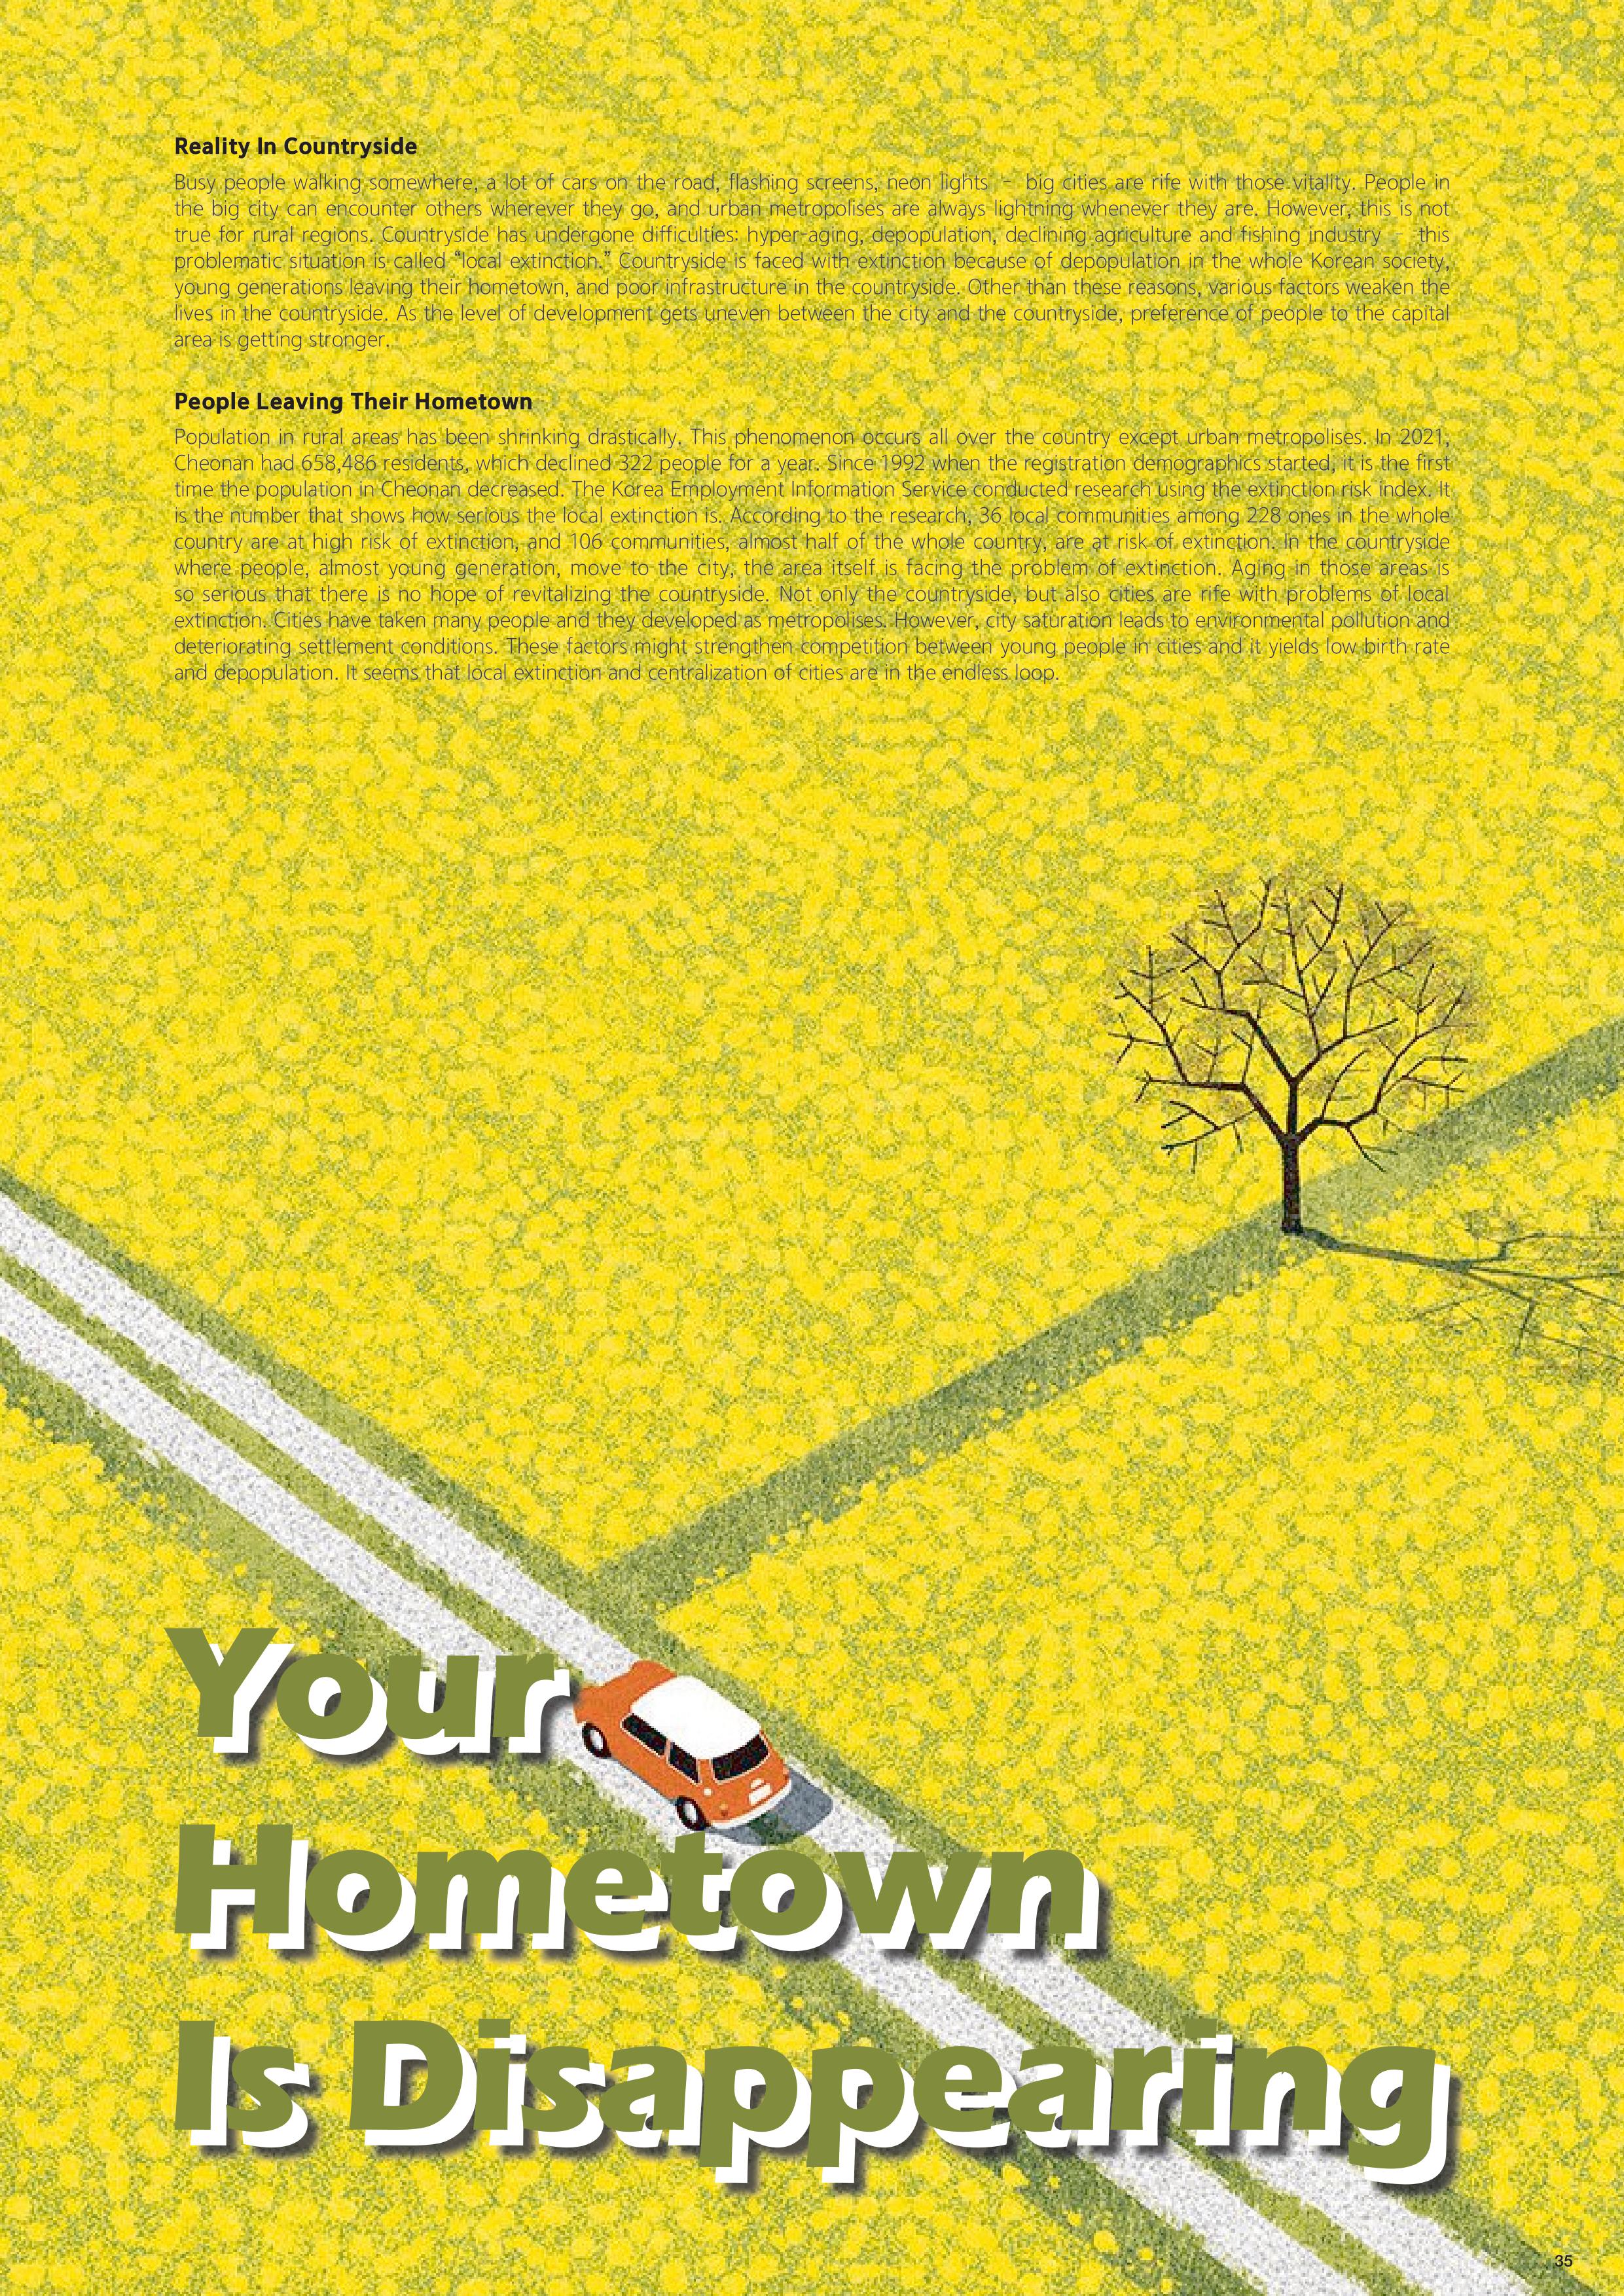 Reality In Countryside
Busy people walking somewhere, a lot of cars on the road, flashing screens, neon lights – big cities are rife with those vitality. People in
the big city can encounter others wherever they go, and urban metropolises are always lightning whenever they are. However, this is not
true for rural regions. Countryside has undergone difficulties: hyper-aging, depopulation, declining agriculture and fishing industry – this
problematic situation is called “local extinction.” Countryside is faced with extinction because of depopulation in the whole Korean society,
young generations leaving their hometown, and poor infrastructure in the countryside. Other than these reasons, various factors weaken the
lives in the countryside. As the level of development gets uneven between the city and the countryside, preference of people to the capital
area is getting stronger.
People Leaving Their Hometown
Population in rural areas has been shrinking drastically. This phenomenon occurs all over the country except urban metropolises. In 2021,
Cheonan had 658,486 residents, which declined 322 people for a year. Since 1992 when the registration demographics started, it is the first
time the population in Cheonan decreased. The Korea Employment Information Service conducted research using the extinction risk index. It
is the number that shows how serious the local extinction is. According to the research, 36 local communities among 228 ones in the whole
country are at high risk of extinction, and 106 communities, almost half of the whole country, are at risk of extinction. In the countryside
where people, almost young generation, move to the city, the area itself is facing the problem of extinction. Aging in those areas is
so serious that there is no hope of revitalizing the countryside. Not only the countryside, but also cities are rife with problems of local
extinction. Cities have taken many people and they developed as metropolises. However, city saturation leads to environmental pollution and
deteriorating settlement conditions. These factors might strengthen competition between young people in cities and it yields low birth rate
and depopulation. It seems that local extinction and centralization of cities are in the endless loop.
Your
Hometown
Is Disappearing
35